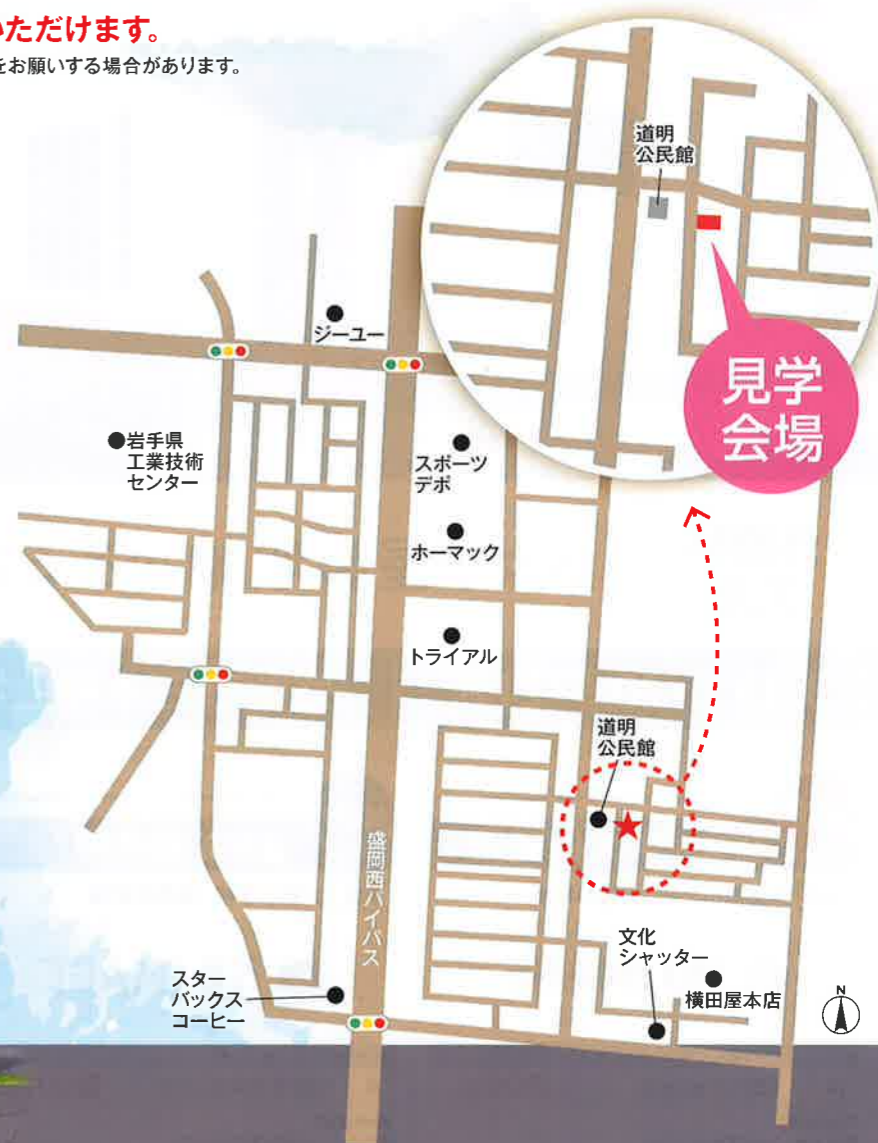 いただけます。
をお願いする場合があります。
道明
公民館
見学
会場
ジーユー
岩手県
工業技術
センター
スポーツ
デポ
ホーマック
トライアル
道明
公民館
盛岡西バイパス
文化
シャッター
横田屋本店
スター
バックス
コーヒー
N